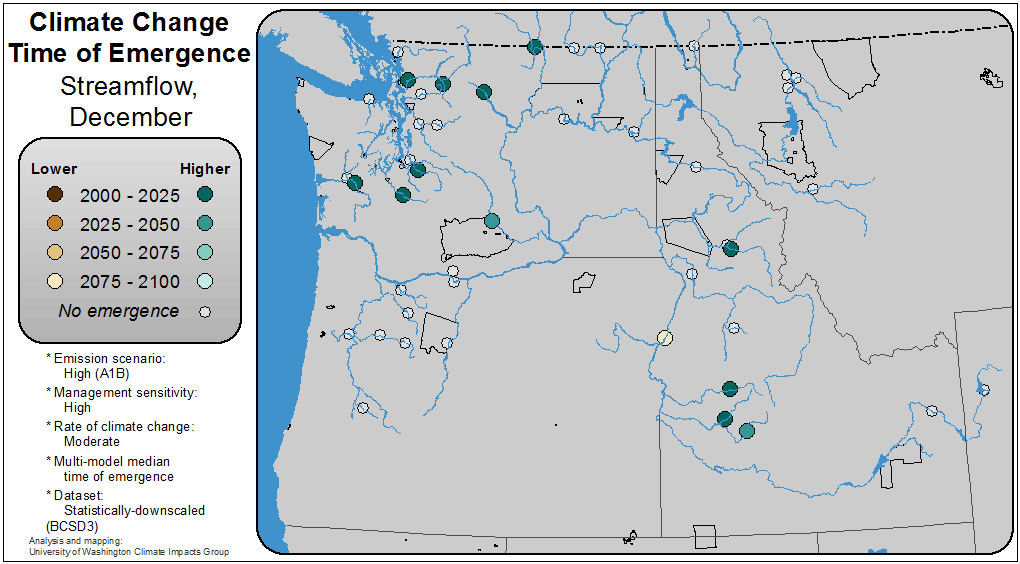 Climate Change
Time of Emergence
Streamflow,
December
Lower Higher
2000 - 2025
2025 - 2050
2050 - 2075
2075 - 2100
No emergence
* Emission scenario:
High (A1B)
* Management sensitivity:
High
* Rate of climate change:
Moderate
* Multi-model median
time of emergence
* Dataset:
Statistically-downscaled
(BCSD3)
Analysis and mapping:
University of Washington Climate Impacts Group